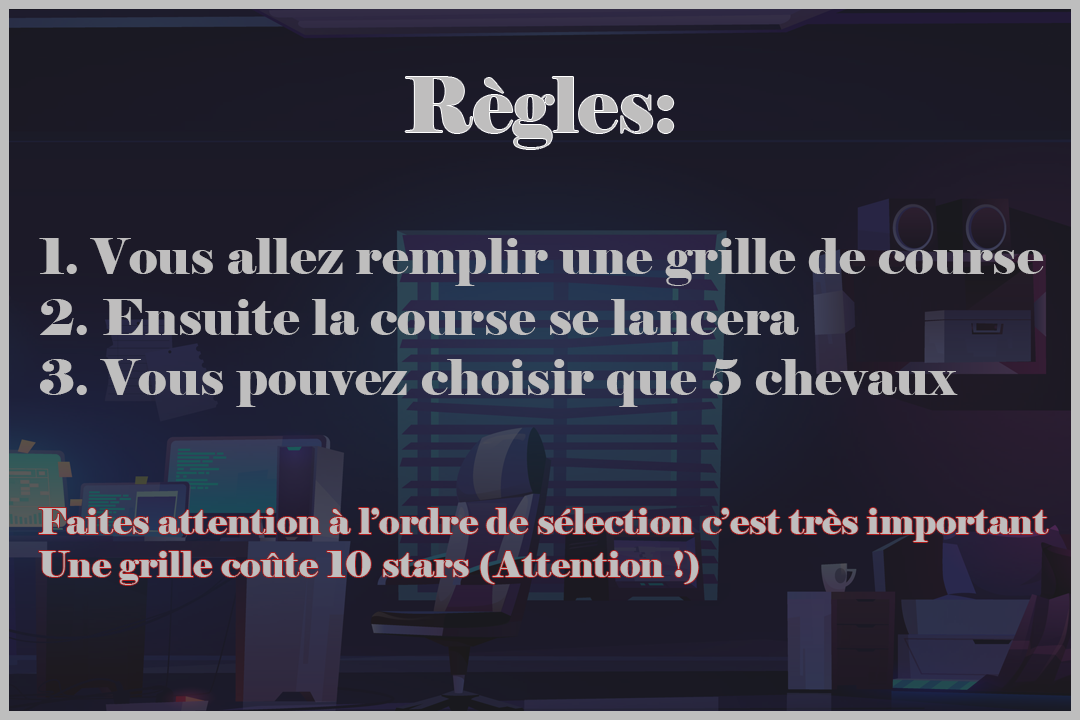 Règles:
1. Vous allez remplir une grille de course
2. Ensuite la course se lancera
3. Vous pouvez choisir que 5 chevaux
Faites attention à l’ordre de sélection c’est très important
Une grille coûte 10 stars (Attention !)